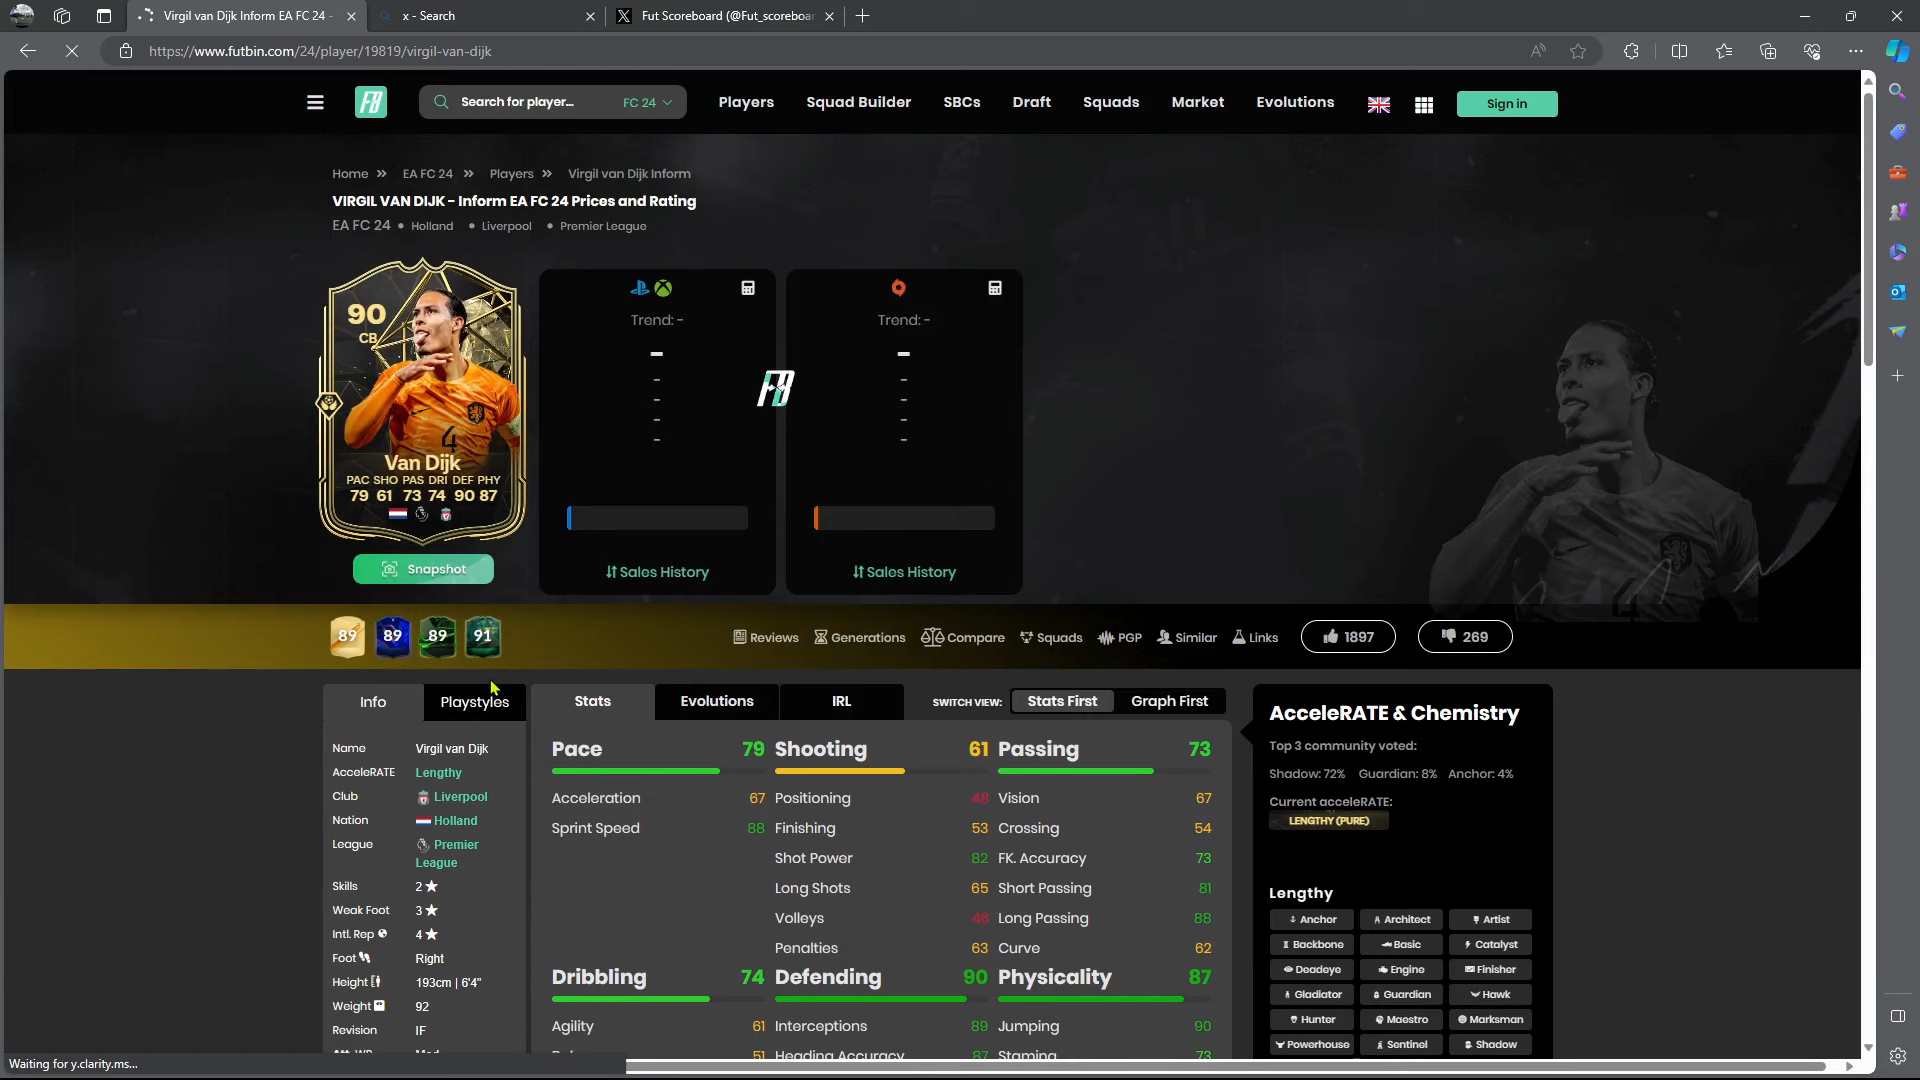 Virgil van Dijk Inform EA FC 24 -
x - Search
Fut Scoreboard (@Fut_scoreboar
https://www.futbin.com/24/player/19819/virgil-van-dijk
FB
Search for player...
FC 24
Players
Squad Builder
SBCs
Draft
Squads
Market
Evolutions
Sign in
Home » EA FC 24 » Players » Virgil van Dijk Inform
VIRGIL VAN DIJK - Inform EA FC 24 Prices and Rating
EA FC 24 • Holland • Liverpool • Premier League
90
CB
4
Van Dijk
PAC SHO PAS DRI DEF PHY
79 61 73 74 90 87
Trend: -
-
-
-
-
-
Sales History
FB
Trend: -
-
-
-
-
-
Sales History
Snapshot
89 89 89 91
Reviews
Generations
Compare
Squads
PGP
Similar
Links
1897
269
Info
Playstyles
Name Virgil van Dijk
AcceleRATE Lengthy
Club Liverpool
Nation Holland
League Premier
League
Skills 2
Weak Foot 3
Intl. Rep 4
Foot Right
Height 193cm | 6'4"
Weight 92
Revision IF
Stats
Evolutions
IRL
SWITCH VIEW:
Stats First
Graph First
Pace 79
Acceleration 67
Sprint Speed 88
Shooting 61
Positioning 48
Finishing 53
Shot Power 82
Long Shots 65
Volleys 46
Penalties 63
Passing 73
Vision 67
Crossing 54
FK. Accuracy 73
Short Passing 81
Long Passing 88
Curve 62
Dribbling 74
Agility 61
51
Defending 90
Interceptions 89
Heading Accuracy 87
Physicality 87
Jumping 90
Stamina 73
AcceleRATE & Chemistry
Top 3 community voted:
Shadow: 72% Guardian: 8% Anchor: 4%
Current acceleRATE:
LENGTHY (PURE)
Lengthy
Anchor Architect Artist
Backbone Basic Catalyst
Deadeye Engine Finisher
Gladiator Guardian Hawk
Hunter Maestro Marksman
Powerhouse Sentinel Shadow
Waiting for y.clarity.ms...